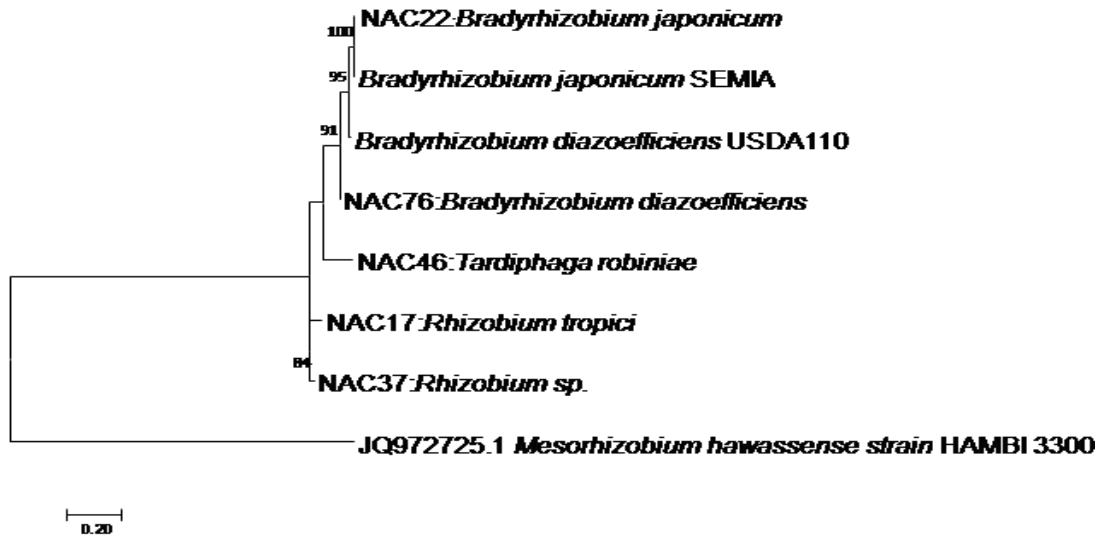 NAC22:Bradyrhizobium japonicum
100
95
Bradyrhizobium japonicum SEMIA
91
Bradyrhizobium diazoefficiens USDA110
NAC76:Bradyrhizobium diazoefficiens
NAC46:Tardiphaga robiniae
NAC17:Rhizobium tropici
84
NAC37:Rhizobium sp.
JQ972725.1 Mesorhizobium hawassense strain HAMBI 3300
0.20